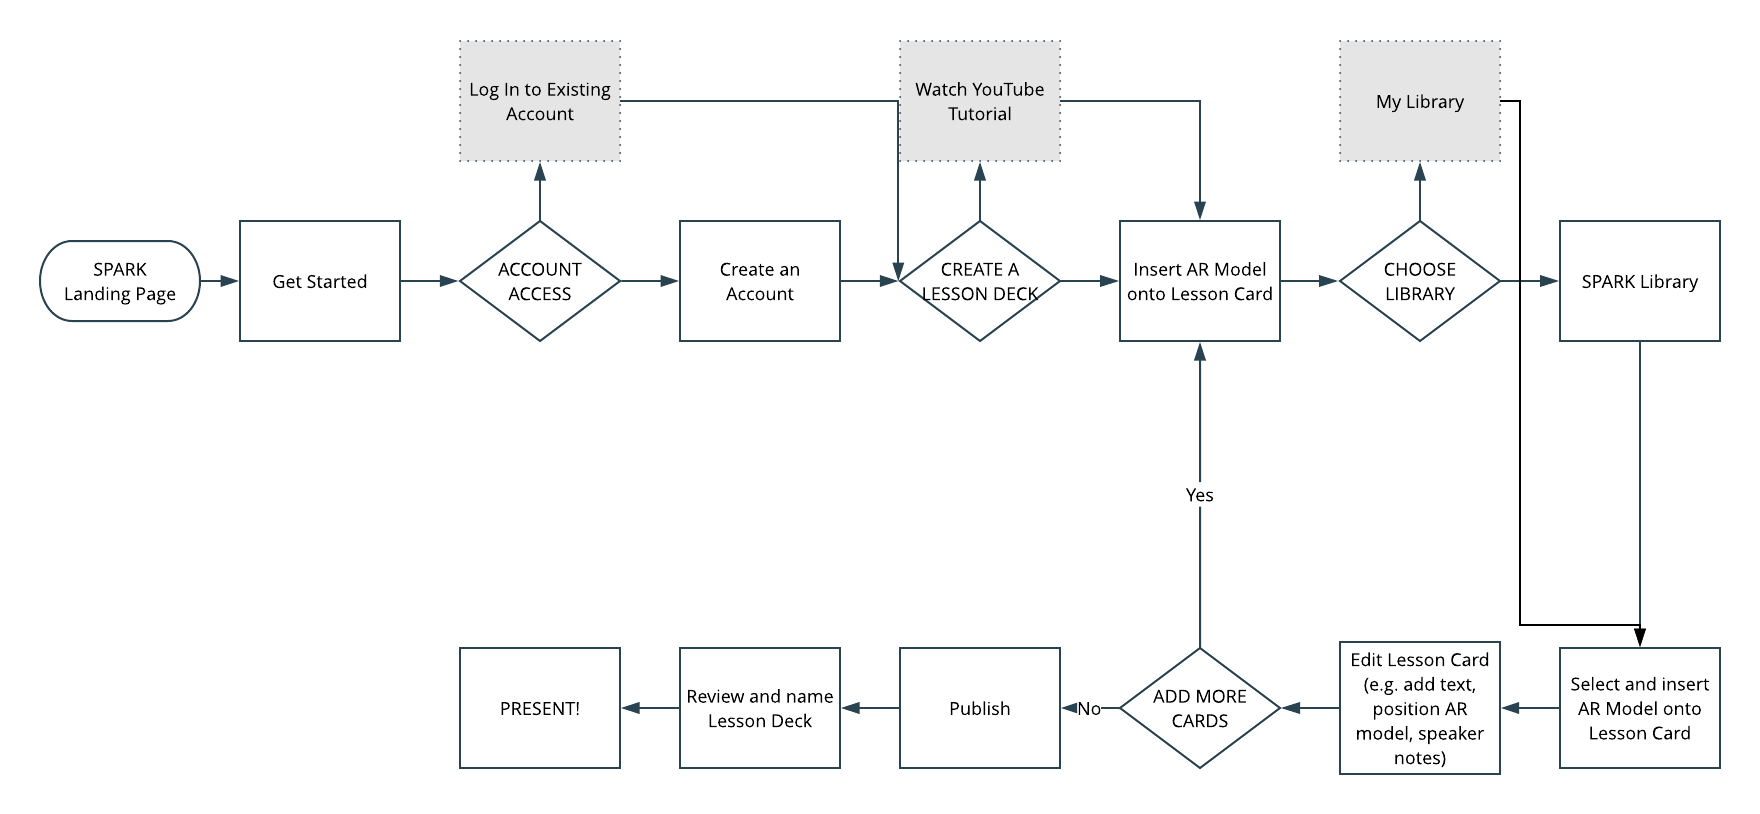 Log In to Existing
Account
Watch YouTube
Tutorial
My Library
SPARK
Landing Page
Get Started
ACCOUNT
ACCESS
Create an
Account
CREATE A
LESSON DECK
Insert AR Model
onto Lesson Card
CHOOSE
LIBRARY
SPARK Library
Yes
PRESENT!
Review and name
Lesson Deck
Publish
No
ADD MORE
CARDS
Edit Lesson Card
(e.g. add text,
position AR
model, speaker
notes)
Select and insert
AR Model onto
Lesson Card